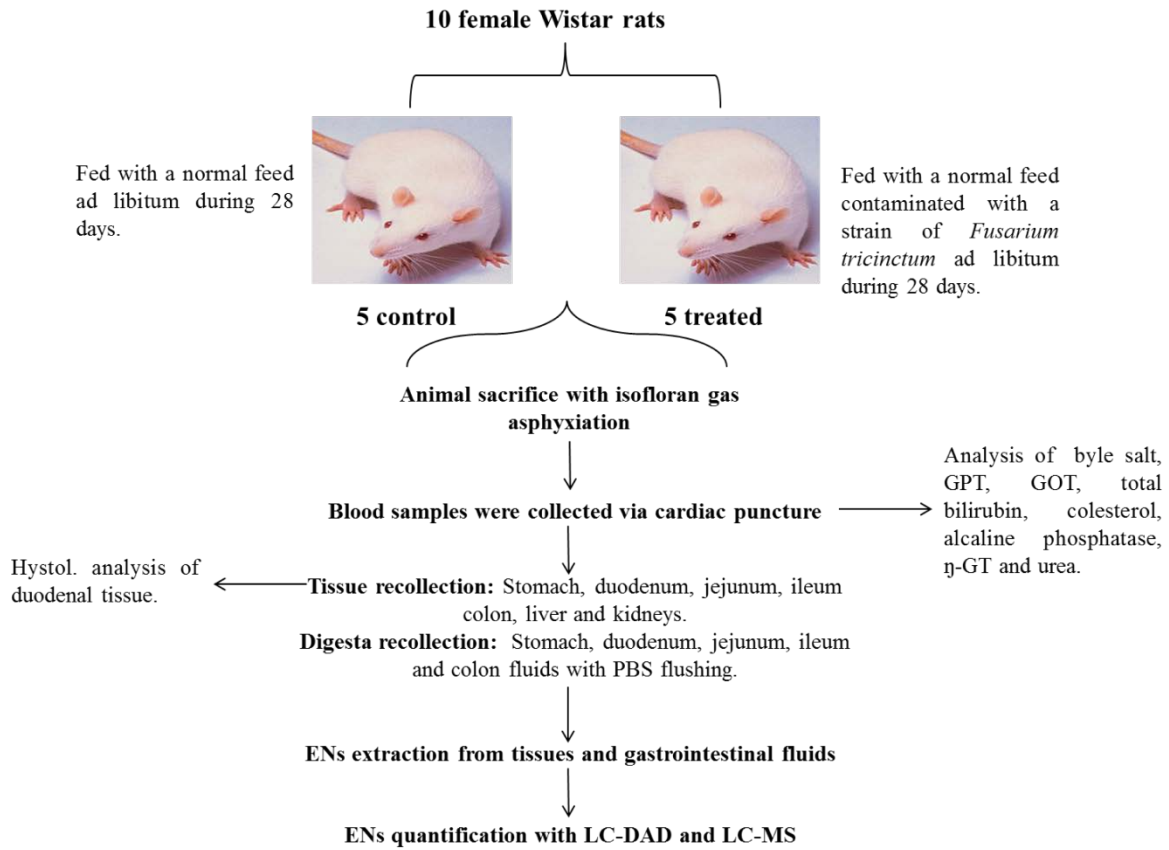 10 female Wistar rats
Fed with a normal feed
ad libitum during 28
days.
Fed with a normal feed
contaminated with a
strain of Fusarium
tricinctum ad libitum
during 28 days.
5 control
5 treated
Animal sacrifice with isofloran gas
asphyxiation
Blood samples were collected via cardiac puncture
Analysis of byle salt,
GPT, GOT, total
bilirubin, colesterol,
alcaline phosphatase,
ŋ-GT and urea.
Hystol. analysis of
duodenal tissue.
Tissue recollection: Stomach, duodenum, jejunum, ileum
colon, liver and kidneys.
Digesta recollection: Stomach, duodenum, jejunum, ileum
and colon fluids with PBS flushing.
ENs extraction from tissues and gastrointestinal fluids
ENs quantification with LC-DAD and LC-MS